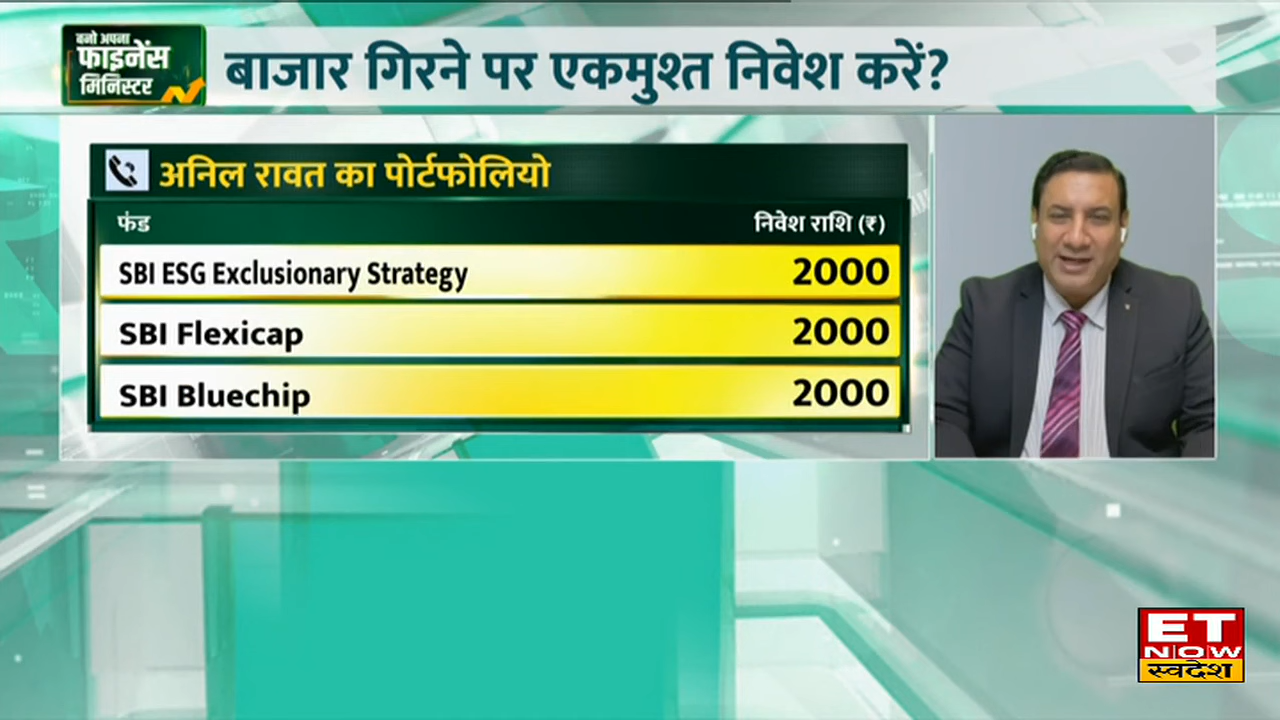 बनो अपना
फाइनेंस
मिनिस्टर
बाजार गिरने पर एकमुश्त निवेश करें?
अनिल रावत का पोर्टफोलियो
फंड निवेश राशि (₹)
SBI ESG Exclusionary Strategy 2000
SBI Flexicap 2000
SBI Bluechip 2000
ET
NOW
स्वदेश